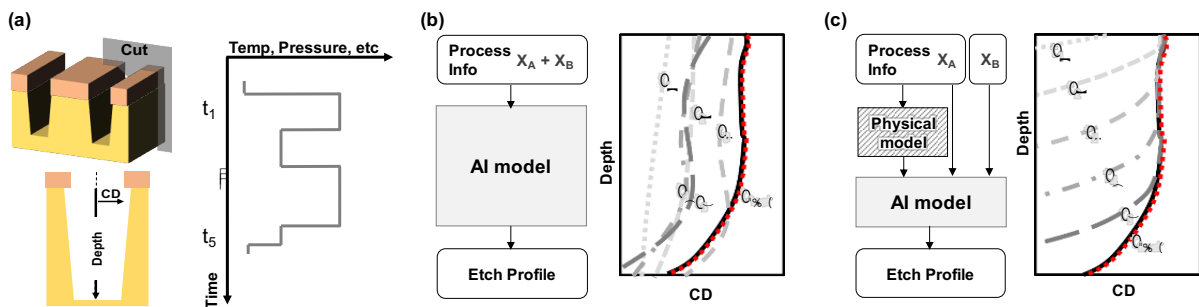 (a)
Cut
CD
Depth
Temp, Pressure, etc
t1
t5
Time
(b)
Process
Info
XA + XB
AI model
Etch Profile
Depth
CD
(c)
Process
Info
XA
XB
Physical
model
AI model
Etch Profile
Depth
CD